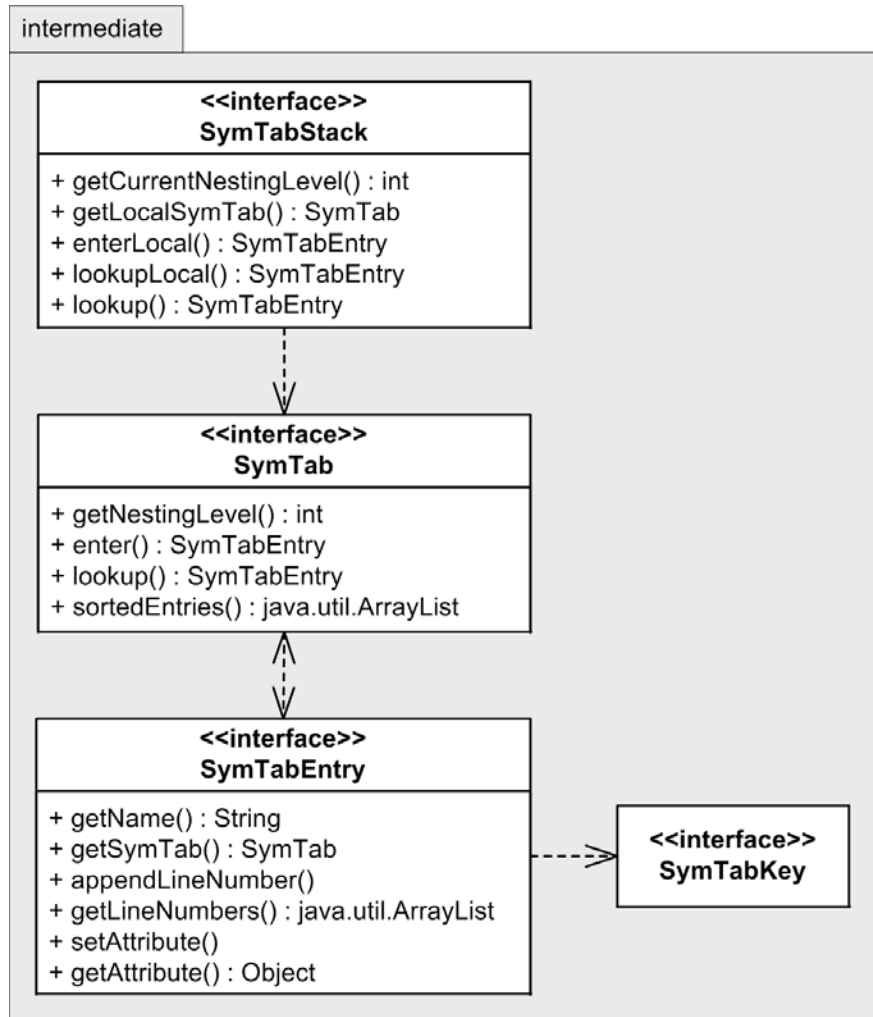 intermediate
<<interface>>
SymTabStack
+ getCurrentNestingLevel() : int
+ getLocalSymTab() : SymTab
+ enterLocal() : SymTabEntry
+ lookupLocal() : SymTabEntry
+ lookup() : SymTabEntry
<<interface>>
SymTab
+ getNestingLevel() : int
+ enter() : SymTabEntry
+ lookup() : SymTabEntry
+ sortedEntries() : java.util.ArrayList
<<interface>>
SymTabEntry
+ getName() : String
+ getSymTab() : SymTab
+ appendLineNumber()
+ getLineNumbers() : java.util.ArrayList
+ setAttribute()
+ getAttribute() : Object
<<interface>>
SymTabKey